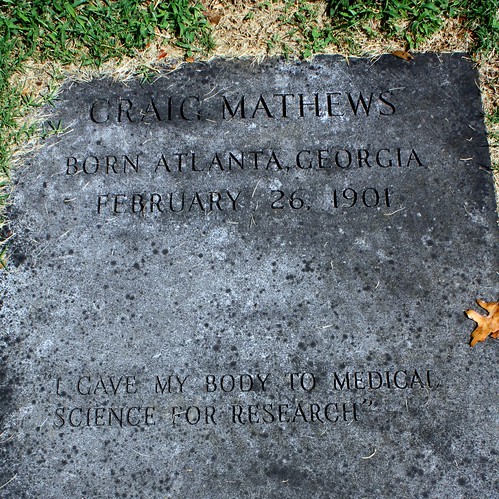 CRAIG MATHEWS
BORN ATLANTA, GEORGIA
FEBRUARY 26, 1901
I GAVE MY BODY TO MEDICAL
SCIENCE FOR RESEARCH"